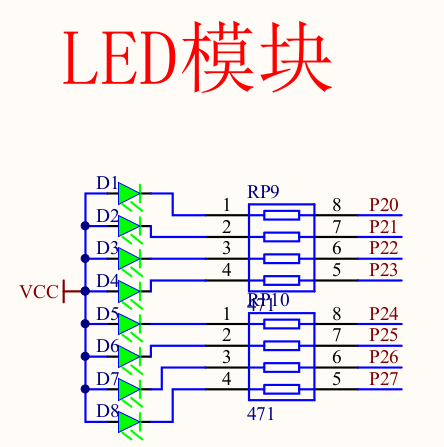 LED模块
D1
RP9
1 8 P20
D2
2 7 P21
D3
3 6 P22
D4
4 5 P23
VCC
471
RP10
D5
1 8 P24
D6
2 7 P25
D7
3 6 P26
D8
4 5 P27
471